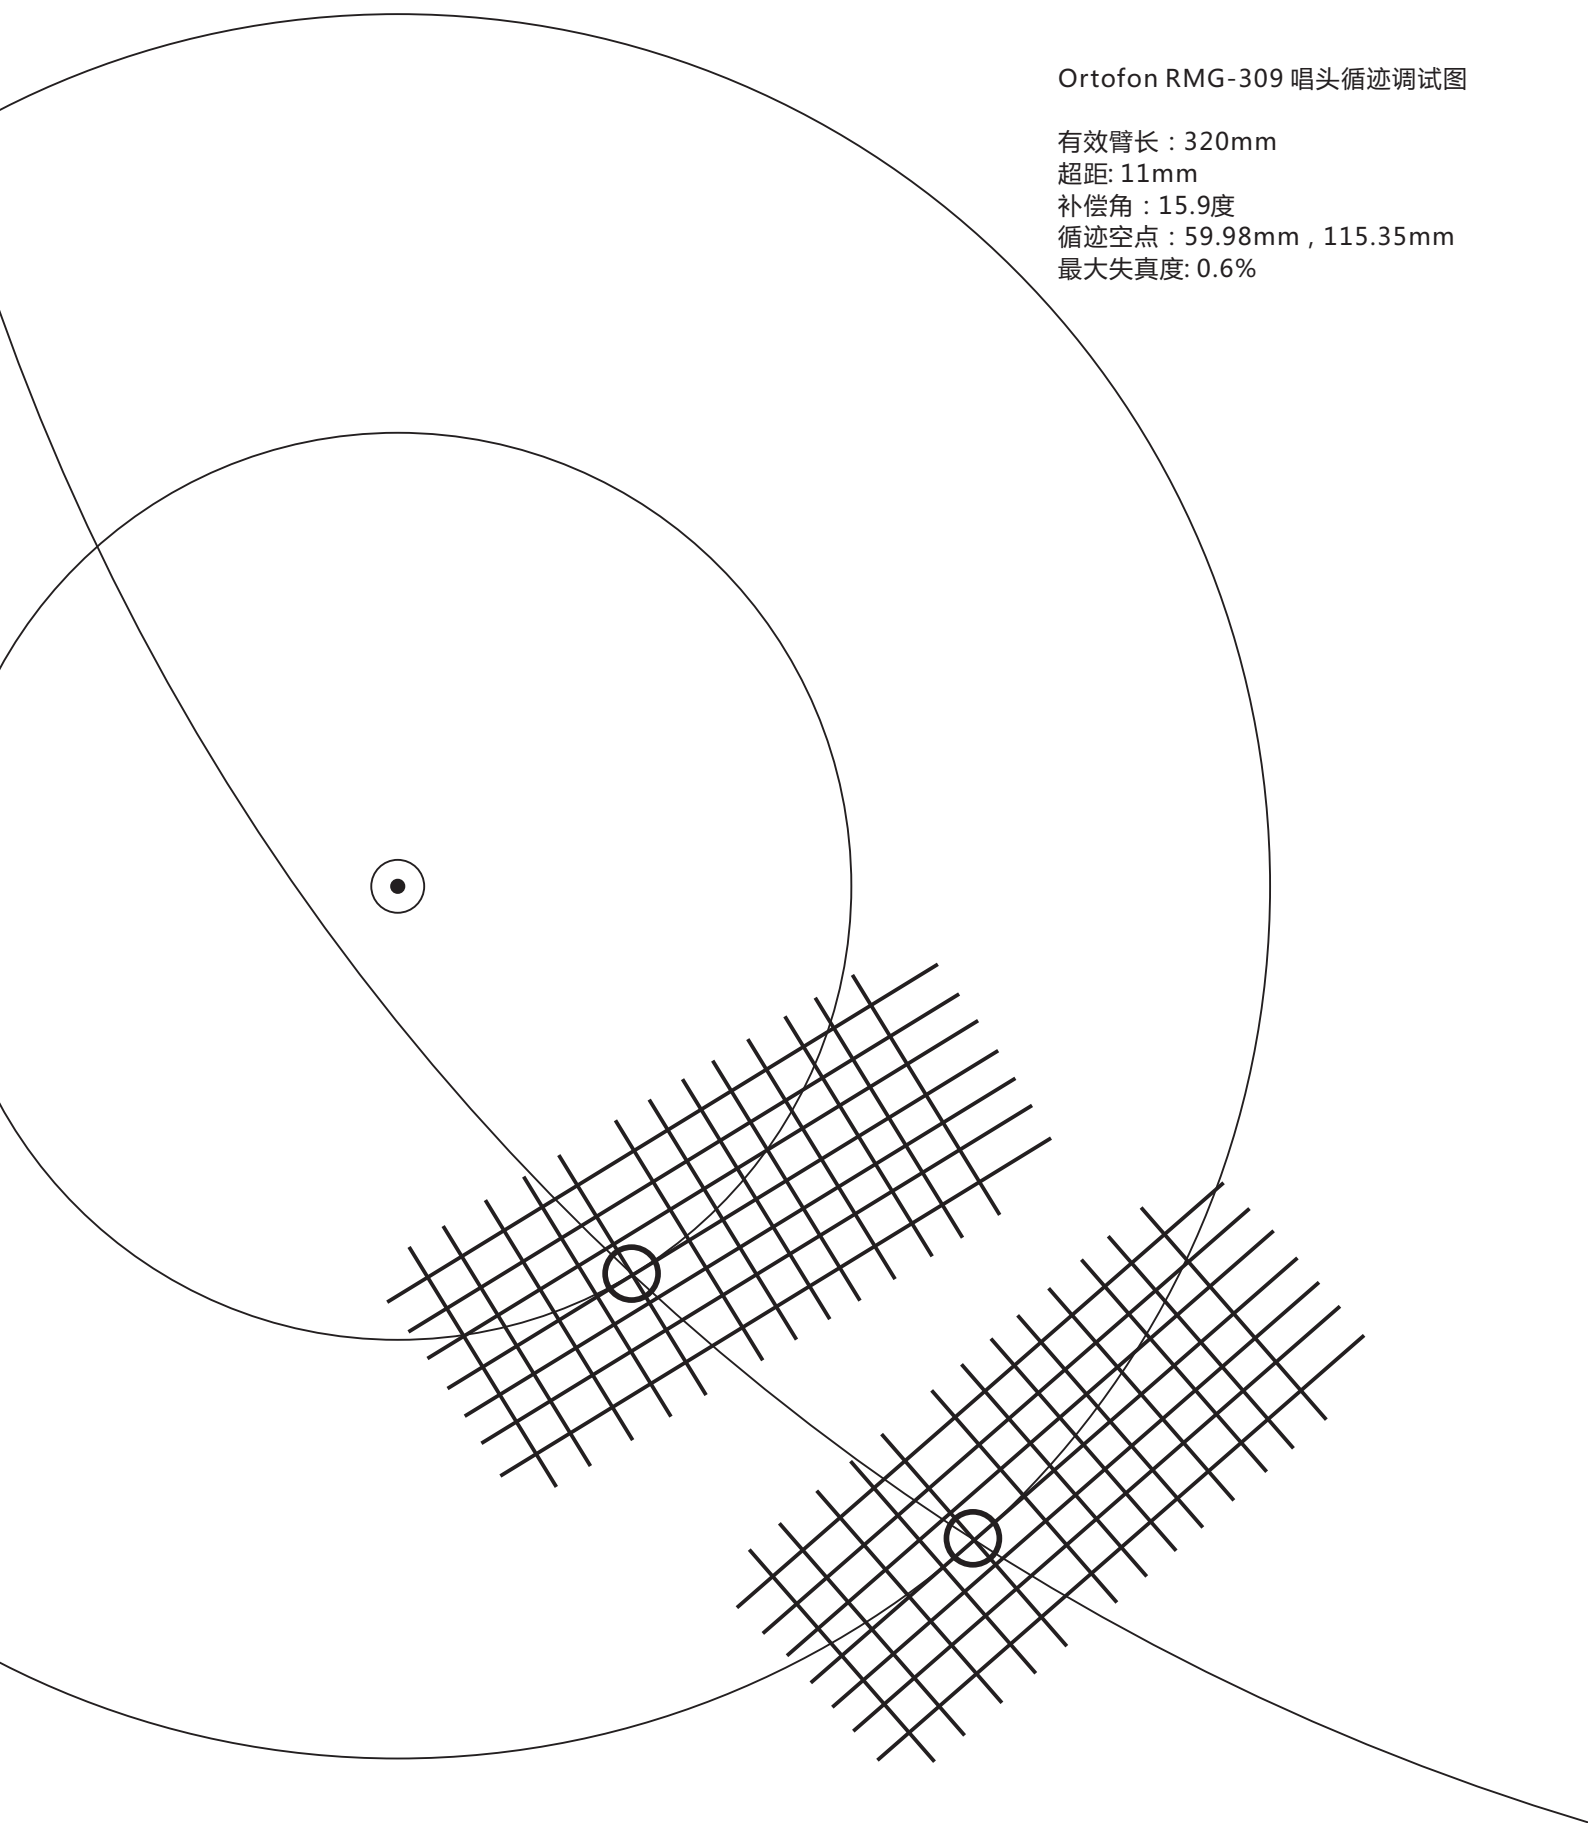 Ortofon RMG-309 唱头循迹调试图
有效臂长：320mm
超距: 11mm
补偿角：15.9度
循迹空点：59.98mm , 115.35mm
最大失真度: 0.6%